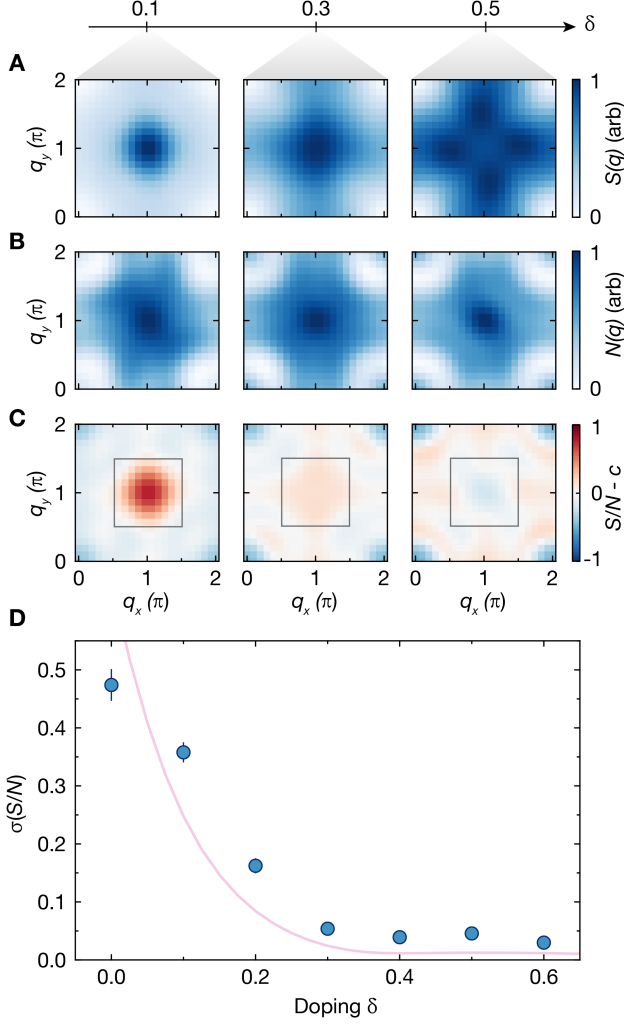 0.1 0.3 0.5 δ
A
2 1
q_y (π) 1 S(q) (arb)
0 0
B
2 1
q_y (π) 1 N(q) (arb)
0 0
C
2 1
q_y (π) 1 0 S/N - c
0 -1
0 1 2 0 1 2 0 1 2
q_x (π) q_x (π) q_x (π)
D
0.5
0.4
0.3
σ(S/N)
0.2
0.1
0.0
0.0 0.2 0.4 0.6
Doping δ